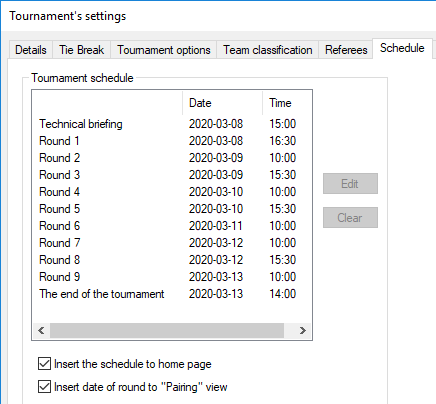 Tournament's settings
Details Tie Break Tournament options Team classification Referees Schedule
Tournament schedule
Date Time
Technical briefing 2020-03-08 15:00
Round 1 2020-03-08 16:30
Round 2 2020-03-09 10:00
Round 3 2020-03-09 15:30
Round 4 2020-03-10 10:00
Round 5 2020-03-10 15:30
Round 6 2020-03-11 10:00
Round 7 2020-03-12 10:00
Round 8 2020-03-12 15:30
Round 9 2020-03-13 10:00
The end of the tournament 2020-03-13 14:00
Edit
Clear
Insert the schedule to home page
Insert date of round to "Pairing" view